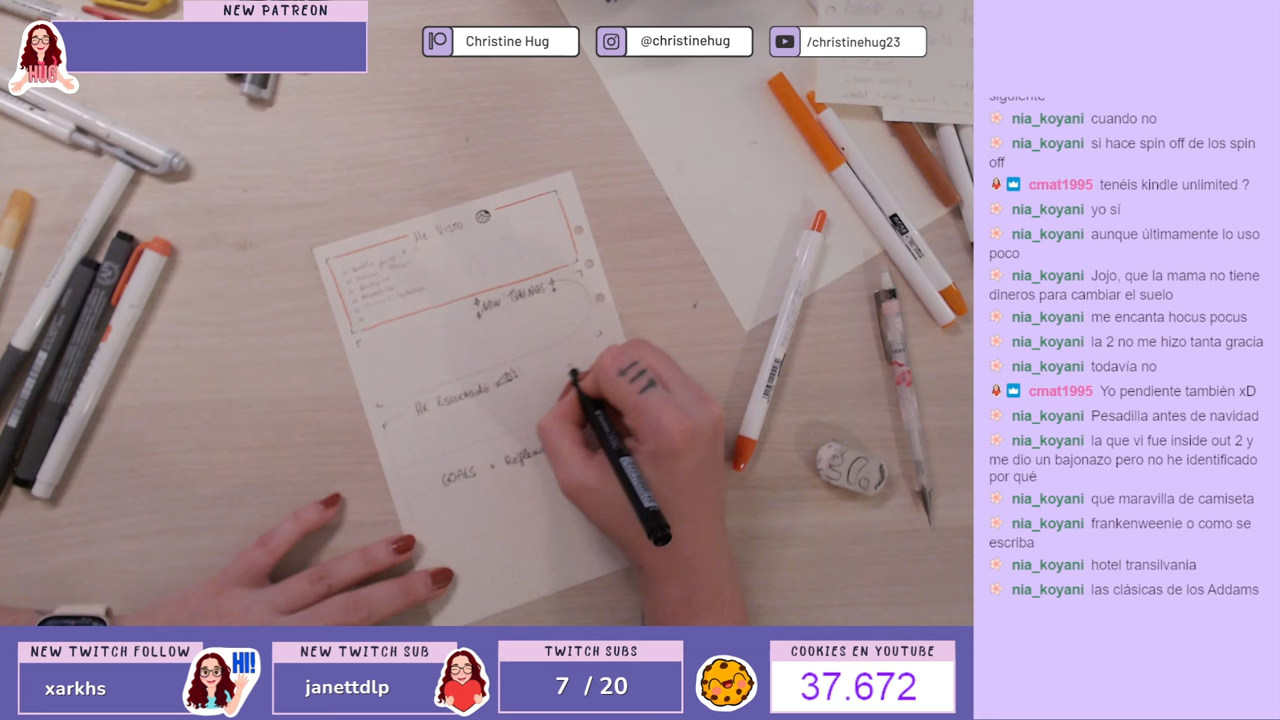 NEW PATREON
HUG
Christine Hug
@christinehug
/christinehug23
He Visto
NEW THINGS
He Escuchado
GOALS
siguiente
nia_koyani cuando no
nia_koyani si hace spin off de los spin
off
cmat1995 tenéis kindle unlimited ?
nia_koyani yo sí
nia_koyani aunque ùltimamente lo uso
poco
nia_koyani Jojo, que la mama no tiene
dineros para cambiar el suelo
nia_koyani me encanta hocus pocus
nia_koyani la 2 no me hizo tanta gracia
nia_koyani todavía no
cmat1995 Yo pendiente también xD
nia_koyani Pesadilla antes de navidad
nia_koyani la que vi fue inside out 2 y
me dio un bajonazo pero no he identificado
por qué
nia_koyani que maravilla de camiseta
nia_koyani frankenweenie o como se
escriba
nia_koyani hotel transilvania
nia_koyani las clásicas de los Addams
NEW TWITCH FOLLOW
xarkhs
HI!
NEW TWITCH SUB
janettdlp
TWITCH SUBS
7 / 20
COOKIES EN YOUTUBE
37.672